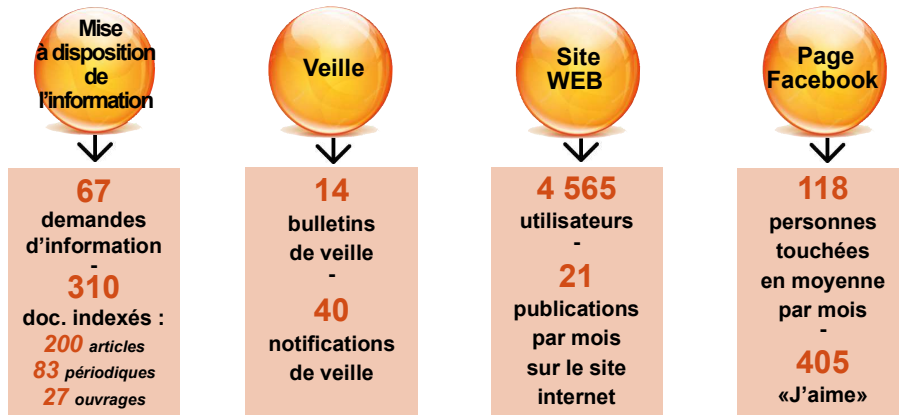 Mise
à disposition
de
l'information
67
demandes
d'information
-
310
doc. indexés :
200 articles
83 périodiques
27 ouvrages
Veille
14
bulletins
de veille
-
40
notifications
de veille
Site
WEB
4 565
utilisateurs
-
21
publications
par mois
sur le site
internet
Page
Facebook
118
personnes
touchées
en moyenne
par mois
-
405
«J'aime»